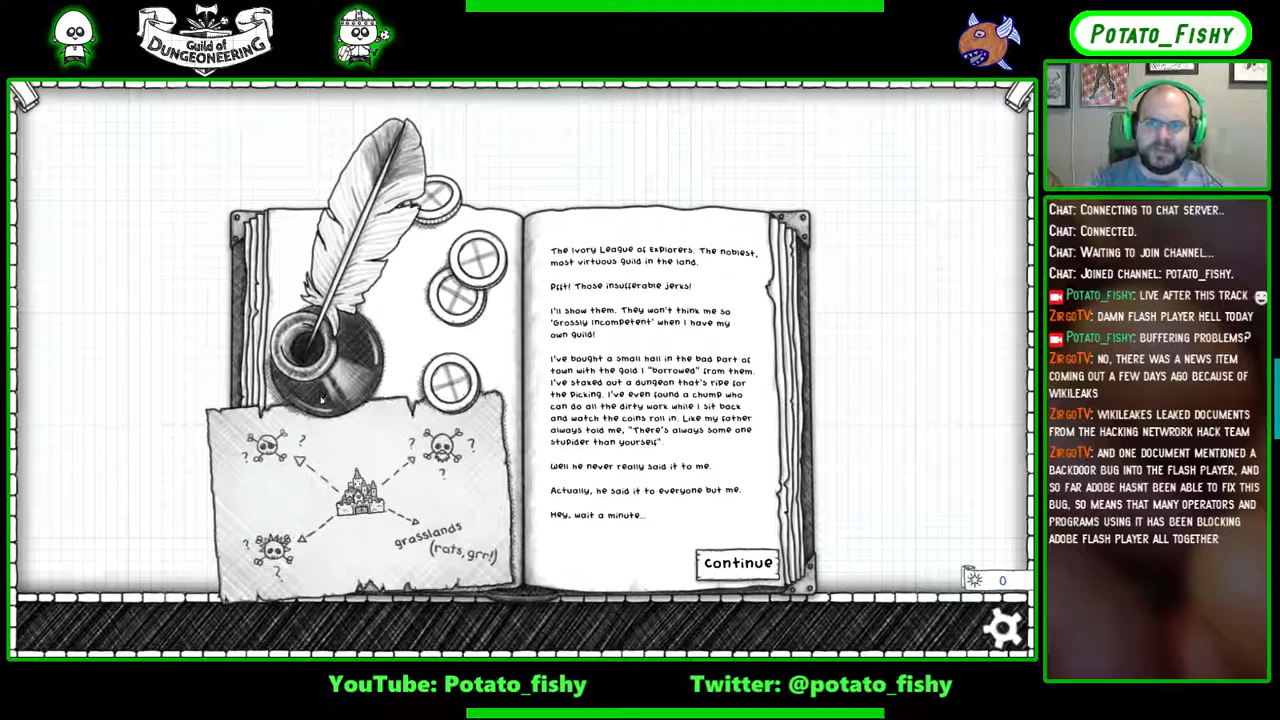 Guild of
DUNGEONEERING
POTATO_FISHY
The Ivory League of Explorers. The noblest,
most virtuous guild in the land.
Pfft! Those insufferable jerks!
I'll show them. They won't think me so
'Grossly Incompetent' when I have my
own guild!
I've bought a small hall in the bad part of
town with the gold I "borrowed" from them.
I've staked out a dungeon that's ripe for
the picking. I've even found a chump who
can do all the dirty work while I sit back
and watch the coins roll in. Like my father
always told me, "There's always some one
stupider than yourself".
Well he never really said it to me.
Actually, he said it to everyone but me.
Hey, wait a minute...
Continue
? ?
? ?
?
grasslands
(rats, grr!)
?
?
0
CHAT: CONNECTING TO CHAT SERVER..
CHAT: CONNECTED.
CHAT: WAITING TO JOIN CHANNEL...
CHAT: JOINED CHANNEL: POTATO_FISHY.
POTATO_FISHY: LIVE AFTER THIS TRACK
ZIRGOTV: DAMN FLASH PLAYER HELL TODAY
POTATO_FISHY: BUFFERING PROBLEMS?
ZIRGOTV: NO, THERE WAS A NEWS ITEM
COMING OUT A FEW DAYS AGO BECAUSE OF
WIKILEAKS
ZIRGOTV: WIKILEAKES LEAKED DOCUMENTS
FROM THE HACKING NETWRORK HACK TEAM
ZIRGOTV: AND ONE DOCUMENT MENTIONED A
BACKDOOR BUG INTO THE FLASH PLAYER, AND
SO FAR ADOBE HASNT BEEN ABLE TO FIX THIS
BUG, SO MEANS THAT MANY OPERATORS AND
PROGRAMS USING IT HAS BEEN BLOCKING
ADOBE FLASH PLAYER ALL TOGETHER
YouTube: Potato_fishy
Twitter: @potato_fishy